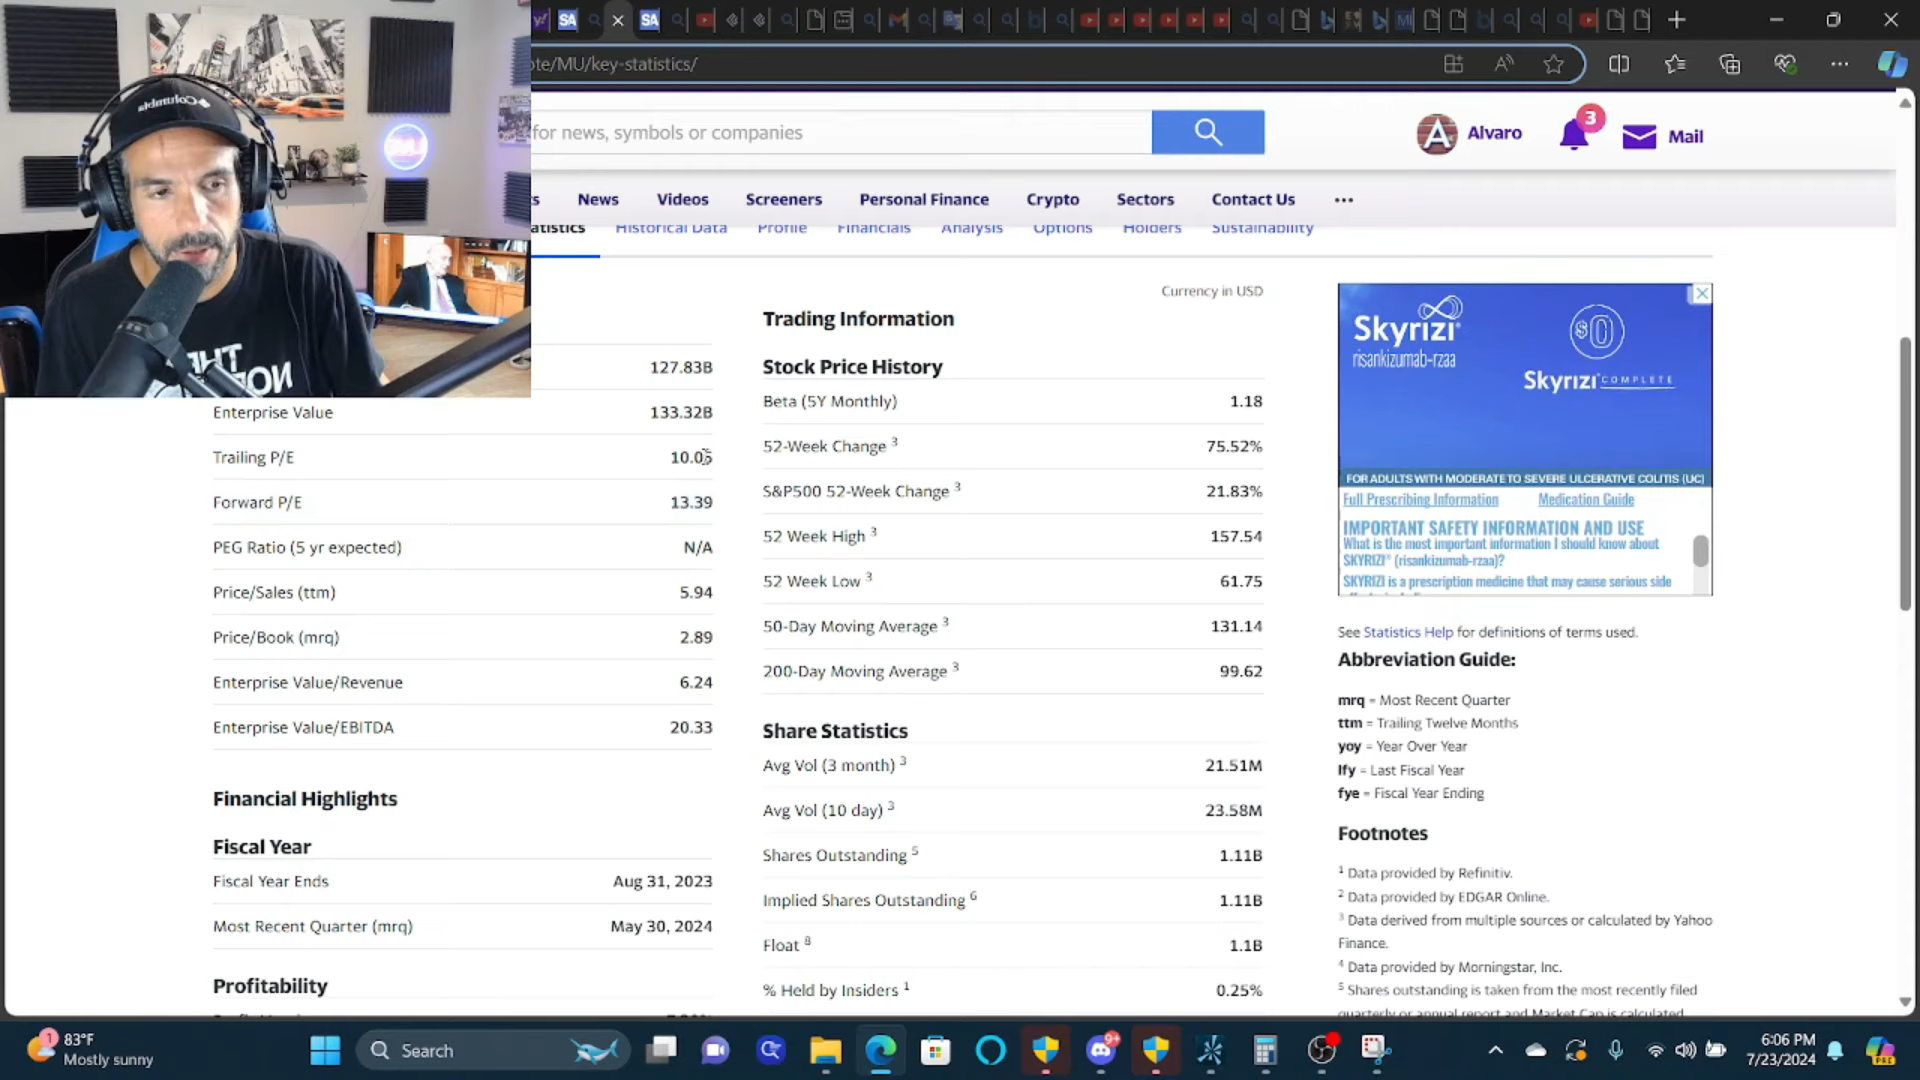 Columbia
ote/MU/key-statistics/
for news, symbols or companies
Alvaro
3
Mail
News Videos Screeners Personal Finance Crypto Sectors Contact Us ...
atistics Historical Data Profile Financials Analysis Options Holders Sustainability
Currency in USD
127.83B
Enterprise Value 133.32B
Trailing P/E 10.05
Forward P/E 13.39
PEG Ratio (5 yr expected) N/A
Price/Sales (ttm) 5.94
Price/Book (mrq) 2.89
Enterprise Value/Revenue 6.24
Enterprise Value/EBITDA 20.33
Financial Highlights
Fiscal Year
Fiscal Year Ends Aug 31, 2023
Most Recent Quarter (mrq) May 30, 2024
Profitability
Trading Information
Stock Price History
Beta (5Y Monthly) 1.18
52-Week Change 3 75.52%
S&P500 52-Week Change 3 21.83%
52 Week High 3 157.54
52 Week Low 3 61.75
50-Day Moving Average 3 131.14
200-Day Moving Average 3 99.62
Share Statistics
Avg Vol (3 month) 3 21.51M
Avg Vol (10 day) 3 23.58M
Shares Outstanding 5 1.11B
Implied Shares Outstanding 6 1.11B
Float 8 1.1B
% Held by Insiders 1 0.25%
Skyrizi
risankizumab-rzaa
$0
Skyrizi COMPLETE
FOR ADULTS WITH MODERATE TO SEVERE ULCERATIVE COLITIS (UC)
Full Prescribing Information Medication Guide
IMPORTANT SAFETY INFORMATION AND USE
What is the most important information I should know about
SKYRIZI® (risankizumab-rzaa)?
SKYRIZI is a prescription medicine that may cause serious side
See Statistics Help for definitions of terms used.
Abbreviation Guide:
mrq = Most Recent Quarter
ttm = Trailing Twelve Months
yoy = Year Over Year
lfy = Last Fiscal Year
fye = Fiscal Year Ending
Footnotes
1 Data provided by Refinitiv.
2 Data provided by EDGAR Online.
3 Data derived from multiple sources or calculated by Yahoo
Finance.
4 Data provided by Morningstar, Inc.
5 Shares outstanding is taken from the most recently filed
quarterly or annual report and Market Cap is calculated
83°F
Mostly sunny
Search
6:06 PM
7/23/2024